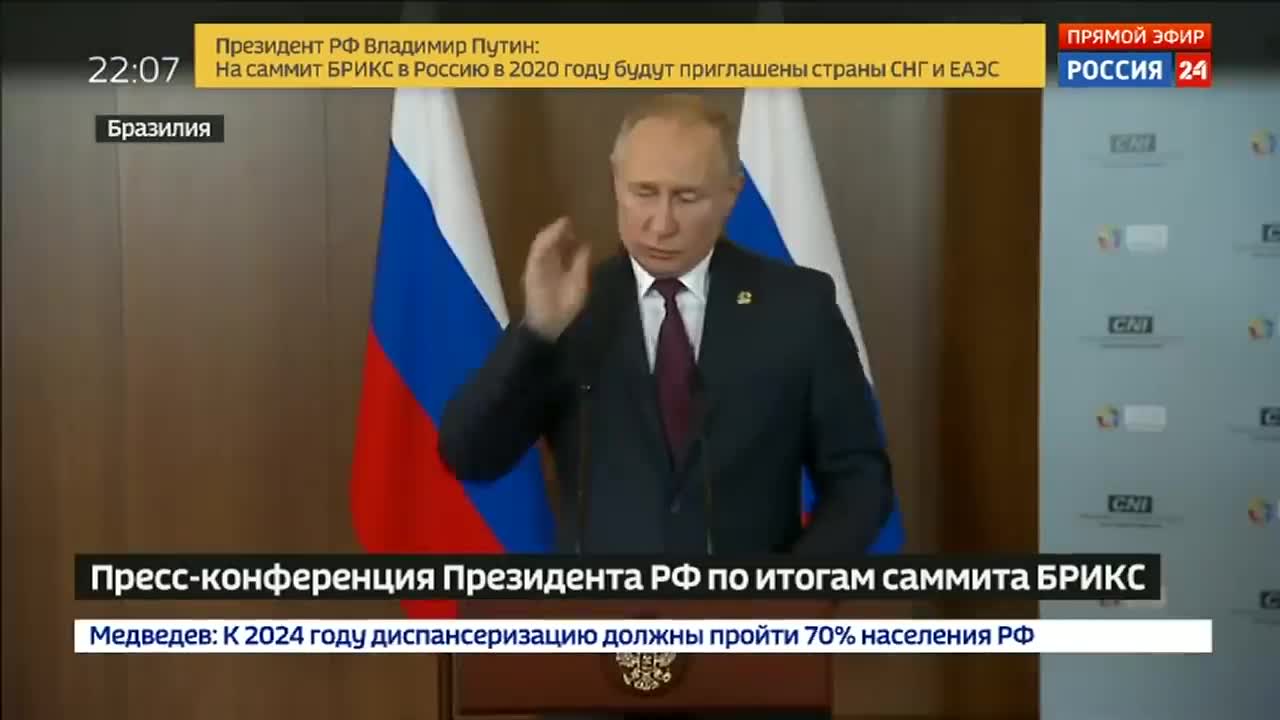 22:07
Президент РФ Владимир Путин:
На саммит БРИКС в Россию в 2020 году будут приглашены страны СНГ и ЕАЭС
ПРЯМОЙ ЭФИР
РОССИЯ 24
Бразилия
CNI
CNI
CNI
Пресс-конференция Президента РФ по итогам саммита БРИКС
Медведев: К 2024 году диспансеризацию должны пройти 70% населения РФ